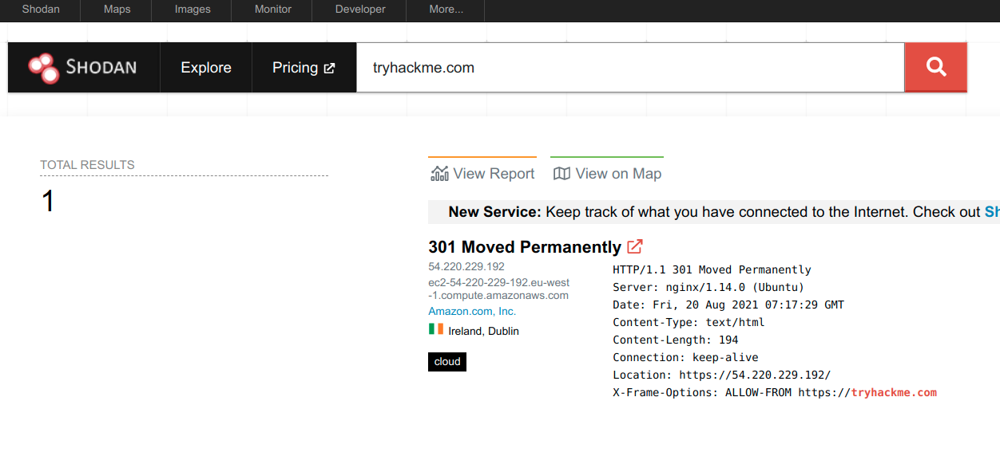 Shodan Maps Images Monitor Developer More...
SHODAN Explore Pricing tryhackme.com
TOTAL RESULTS
1
View Report View on Map
New Service: Keep track of what you have connected to the Internet. Check out Sh
301 Moved Permanently
54.220.229.192
ec2-54-220-229-192.eu-west
-1.compute.amazonaws.com
Amazon.com, Inc.
Ireland, Dublin
cloud
HTTP/1.1 301 Moved Permanently
Server: nginx/1.14.0 (Ubuntu)
Date: Fri, 20 Aug 2021 07:17:29 GMT
Content-Type: text/html
Content-Length: 194
Connection: keep-alive
Location: https://54.220.229.192/
X-Frame-Options: ALLOW-FROM https://tryhackme.com